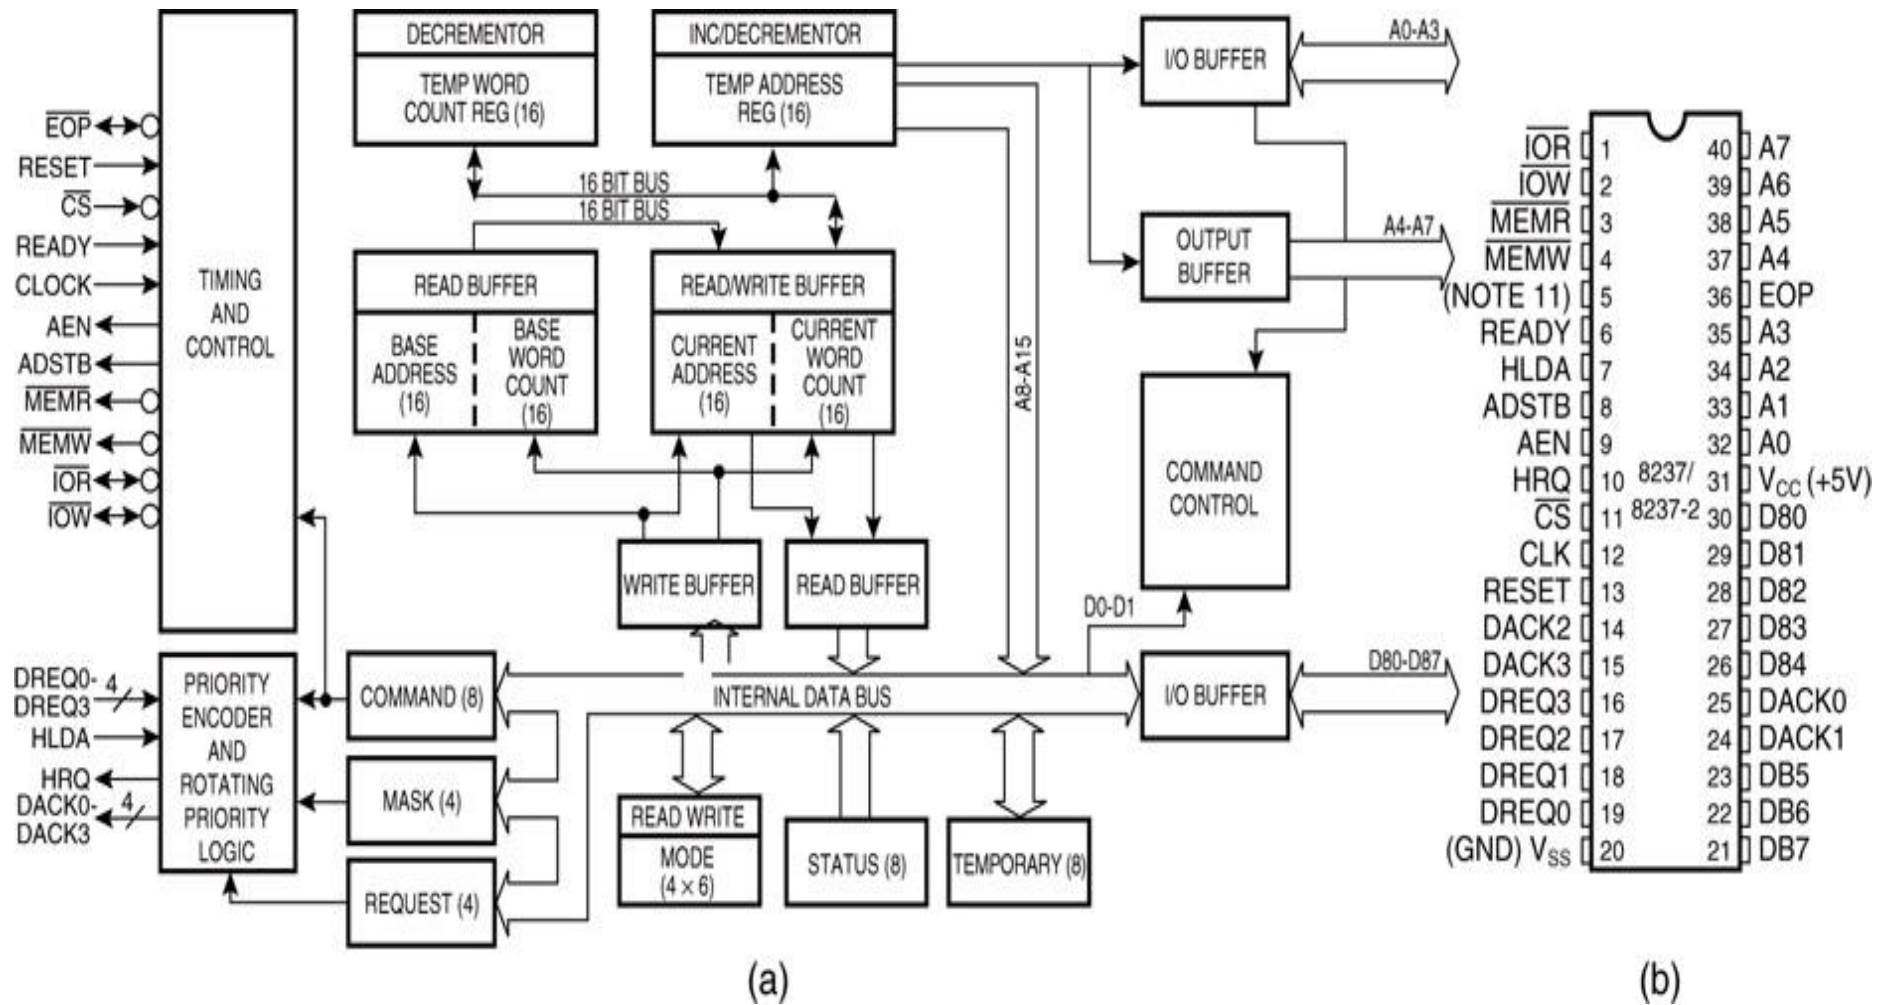 EOP
RESET
CS
READY
CLOCK
AEN
ADSTB
MEMR
MEMW
IOR
IOW
TIMING
AND
CONTROL
DREQ0-
DREQ3
4
HLDA
HRQ
DACK0-
DACK3
4
PRIORITY
ENCODER
AND
ROTATING
PRIORITY
LOGIC
DECREMENTOR
TEMP WORD
COUNT REG (16)
INC/DECREMENTOR
TEMP ADDRESS
REG (16)
16 BIT BUS
16 BIT BUS
READ BUFFER
BASE
ADDRESS
(16)
BASE
WORD
COUNT
(16)
READ/WRITE BUFFER
CURRENT
ADDRESS
(16)
CURRENT
WORD
COUNT
(16)
WRITE BUFFER
READ BUFFER
A8-A15
COMMAND (8)
MASK (4)
REQUEST (4)
INTERNAL DATA BUS
READ WRITE
MODE
(4 × 6)
STATUS (8)
TEMPORARY (8)
I/O BUFFER
A0-A3
OUTPUT
BUFFER
A4-A7
COMMAND
CONTROL
D0-D1
I/O BUFFER
D80-D87
(a)
IOR 1
IOW 2
MEMR 3
MEMW 4
(NOTE 11) 5
READY 6
HLDA 7
ADSTB 8
AEN 9
HRQ 10
CS 11
CLK 12
RESET 13
DACK2 14
DACK3 15
DREQ3 16
DREQ2 17
DREQ1 18
DREQ0 19
(GND) VSS 20
8237/
8237-2
40 A7
39 A6
38 A5
37 A4
36 EOP
35 A3
34 A2
33 A1
32 A0
31 VCC (+5V)
30 D80
29 D81
28 D82
27 D83
26 D84
25 DACK0
24 DACK1
23 DB5
22 DB6
21 DB7
(b)